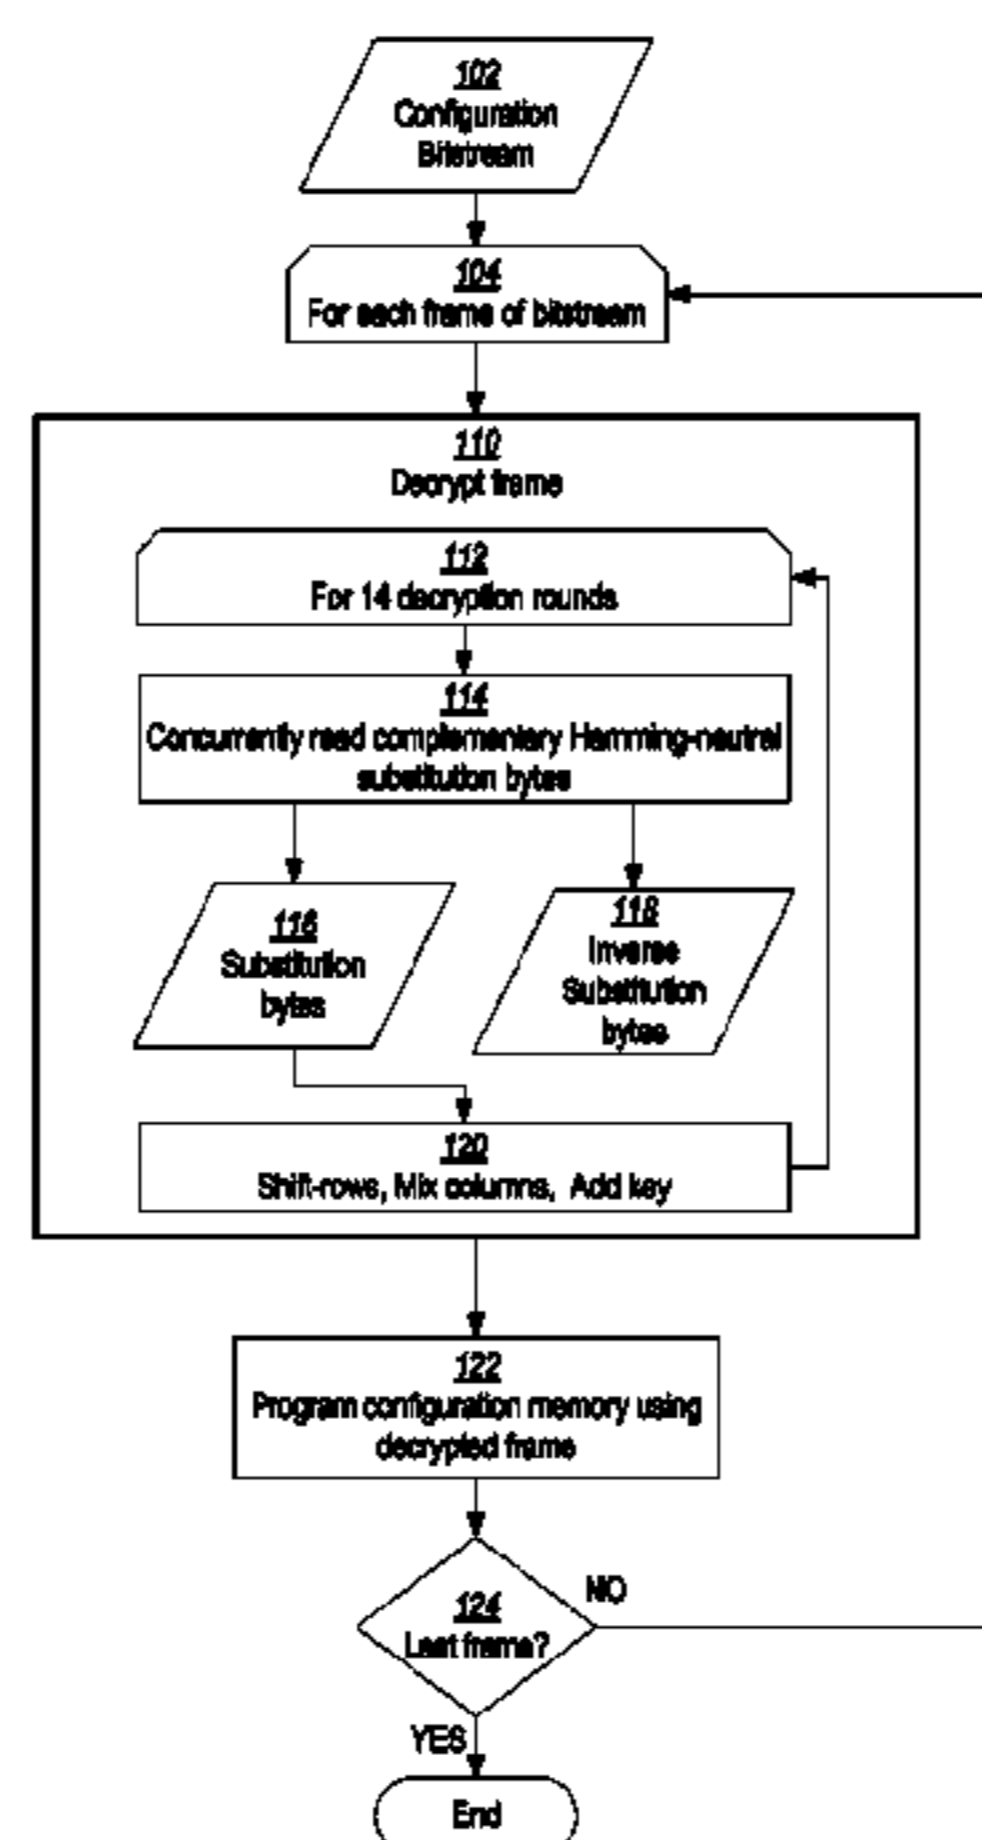 102
Configuration
Bitstream
104
For each frame of bitstream
110
Decrypt frame
112
For 14 decryption rounds
114
Concurrently read complementary Hamming-neutral
substitution bytes
116
Substitution
bytes
118
Inverse
Substitution
bytes
120
Shift-rows, Mix columns, Add key
122
Program configuration memory using
decrypted frame
124
Last frame?
NO
YES
End